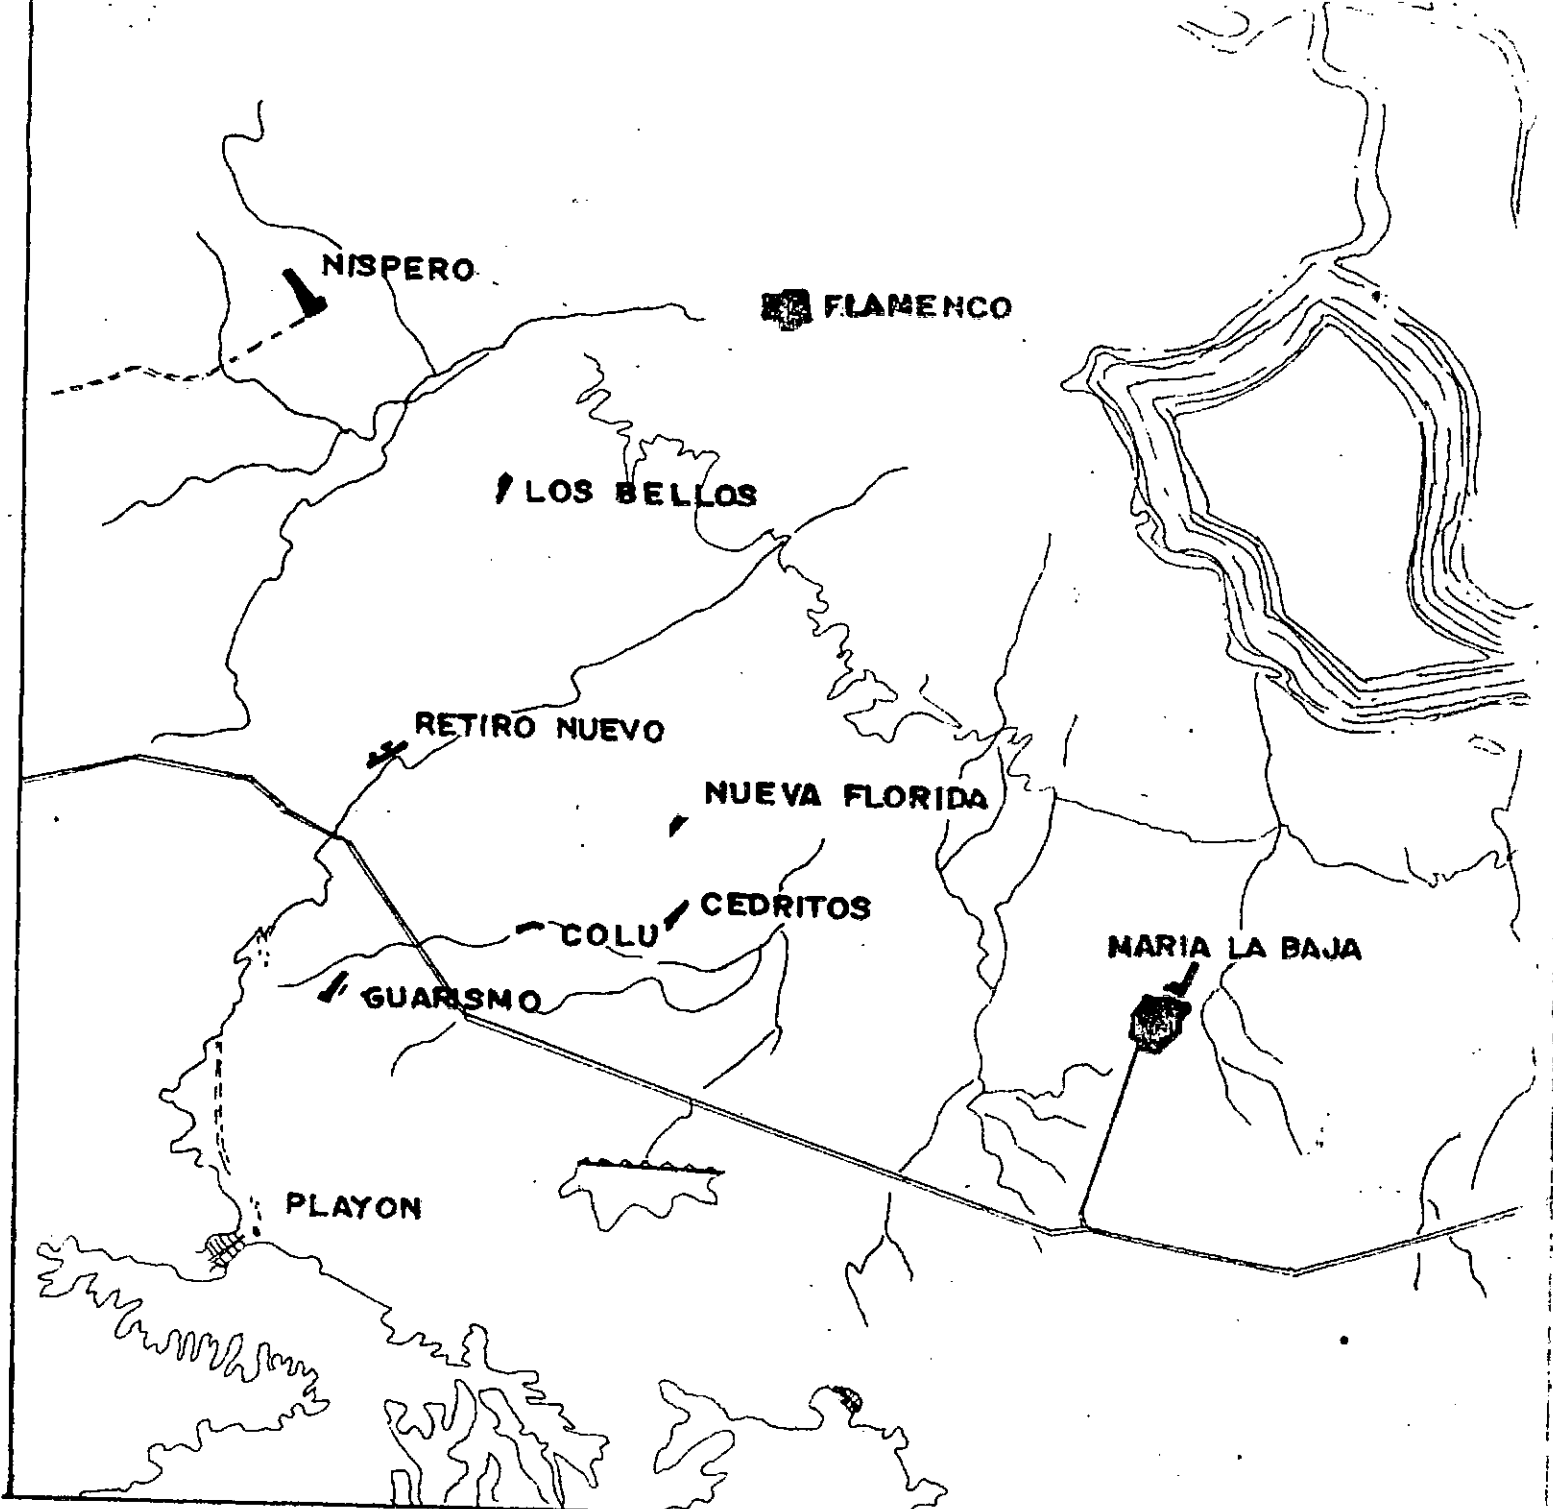 NISPERO
FLAMENCO
LOS BELLOS
RETIRO NUEVO
NUEVA FLORIDA
CEDRITOS
COLU
MARIA LA BAJA
GUARISMO
PLAYON